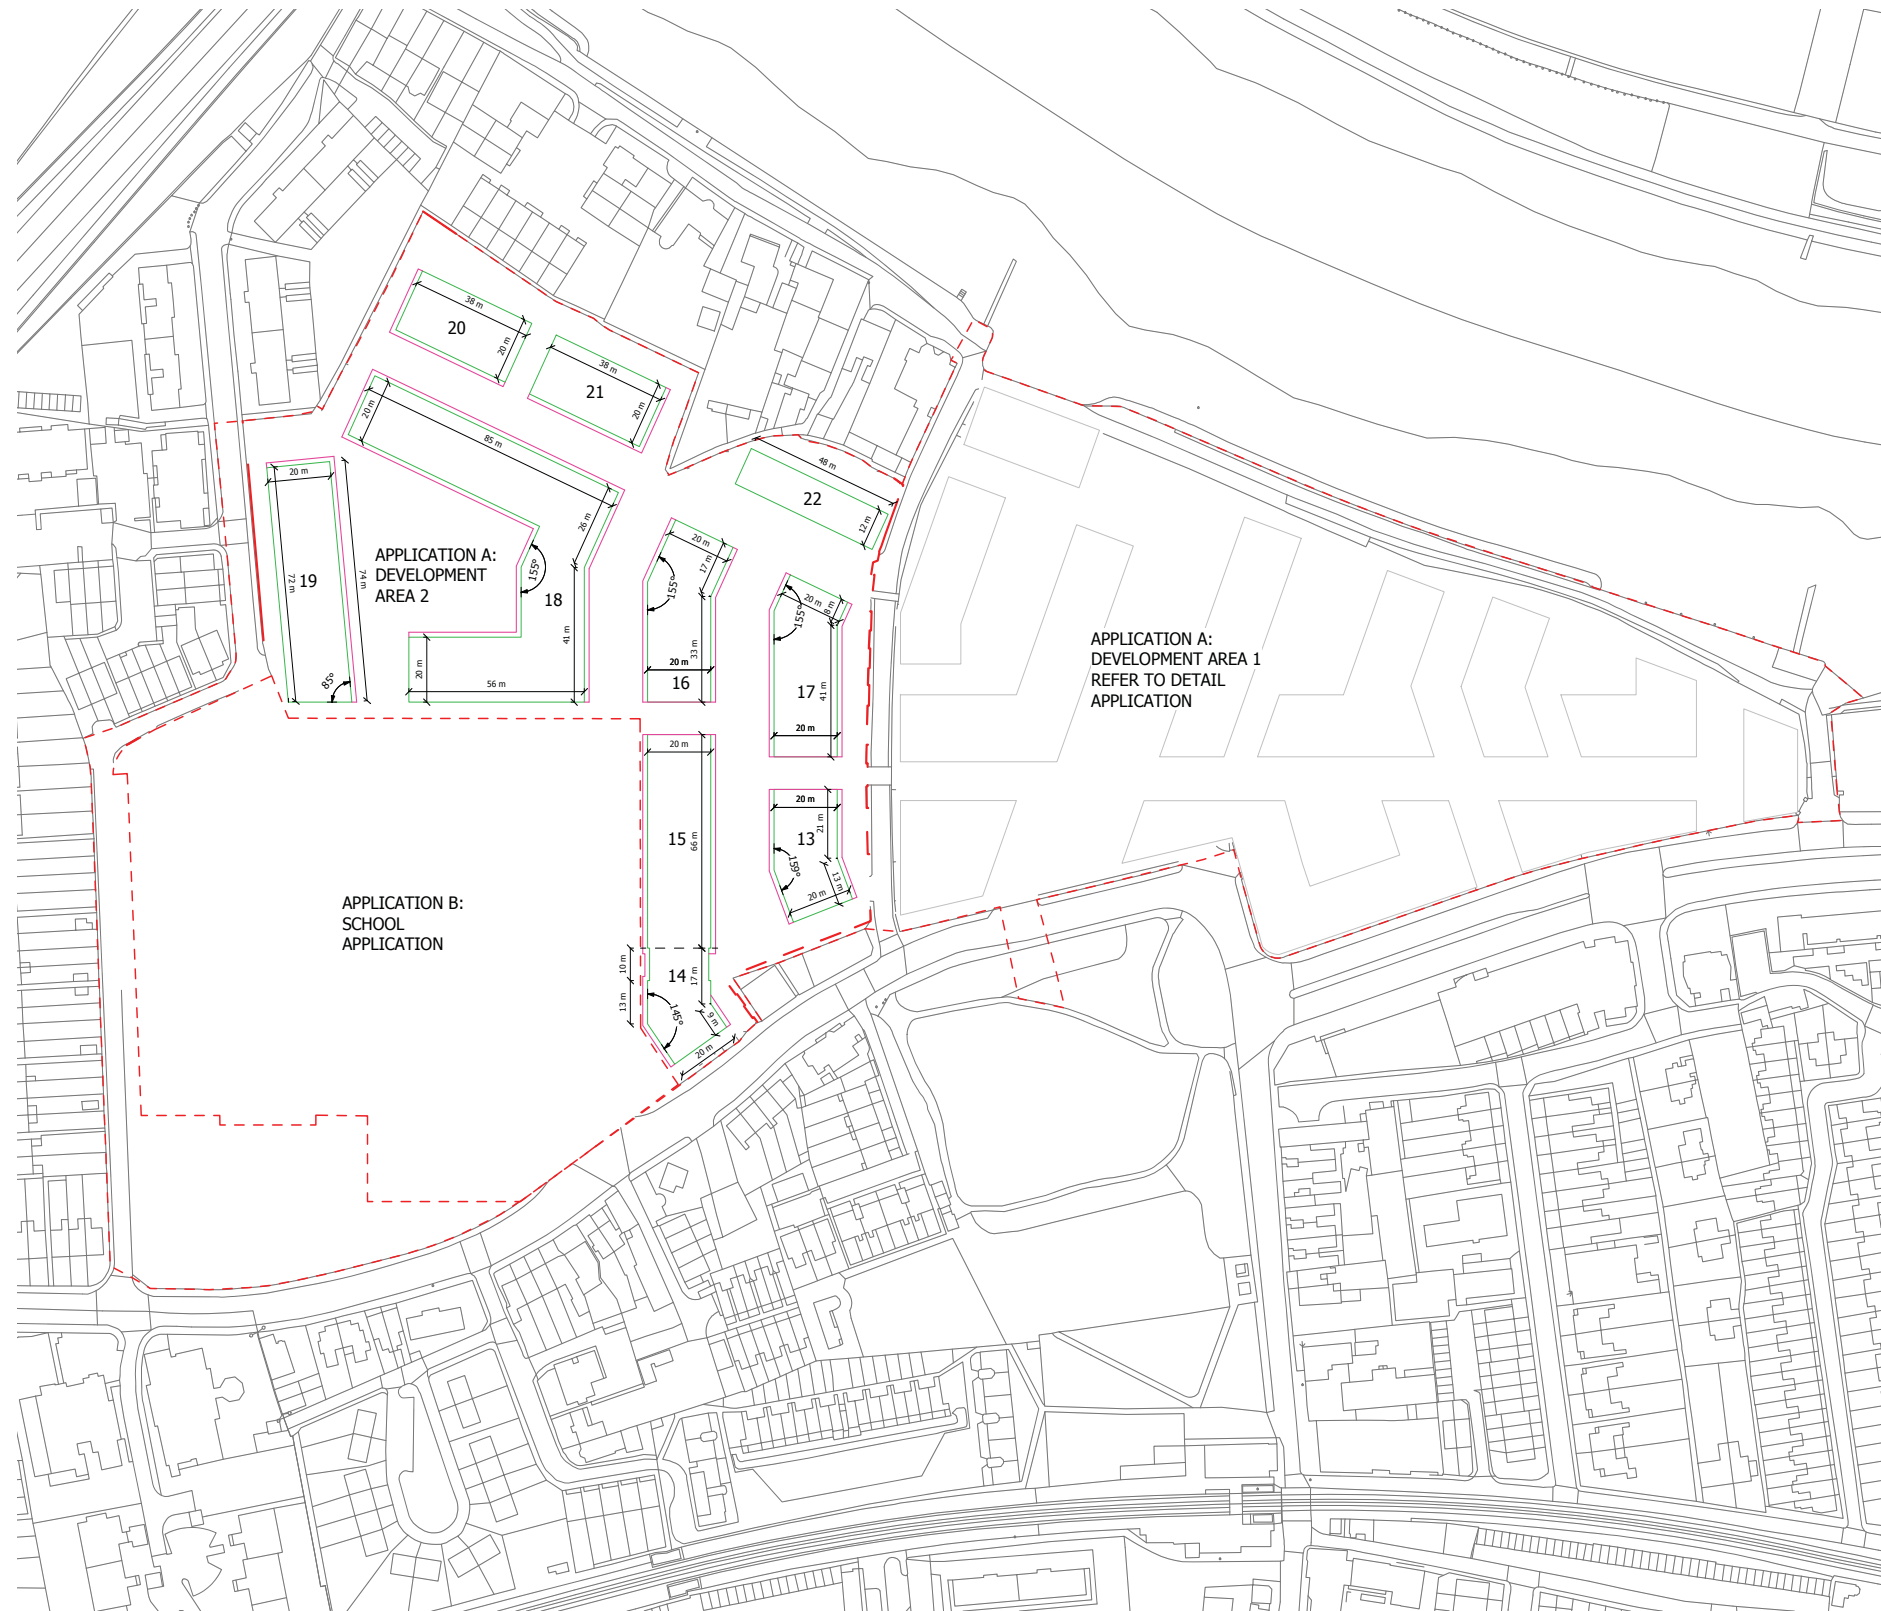 38 m
20
20 m
38 m
21
20 m
20 m
85 m
48 m
22
12 m
20 m
26 m
72 m
19
74 m
APPLICATION A:
DEVELOPMENT
AREA 2
155°
18
41 m
20 m
56 m
85°
20 m
17 m
155°
33 m
20 m
16
20 m
8 m
155°
17
41 m
20 m
APPLICATION A:
DEVELOPMENT AREA 1
REFER TO DETAIL
APPLICATION
20 m
15
66 m
20 m
21 m
13
159°
13 m
20 m
APPLICATION B:
SCHOOL
APPLICATION
10 m
14
17 m
13 m
145°
9 m
20 m